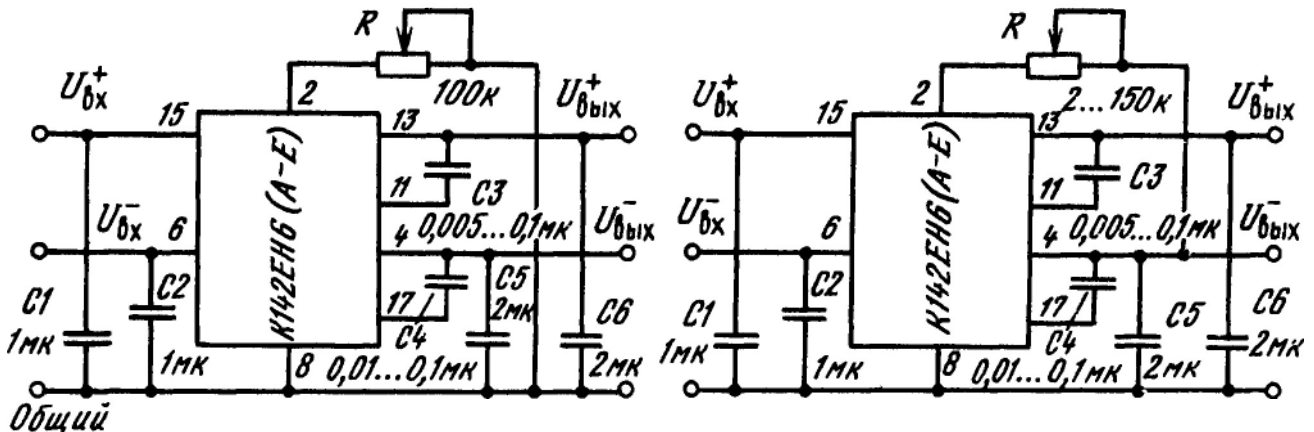 R
100к
2
U⁺вх
15
13
U⁺вых
К142ЕН6 (А-Е)
11
C3
0,005...0,1мк
U⁻вх
6
4
U⁻вых
C2
17
C4
C5
2мк
C1
1мк
1мк
C6
2мк
8
0,01...0,1мк
Общий
R
2...150к
2
U⁺вх
15
13
U⁺вых
К142ЕН6 (А-Е)
11
C3
0,005...0,1мк
U⁻вх
6
4
U⁻вых
C2
17
C4
C5
2мк
C1
1мк
1мк
C6
2мк
8
0,01...0,1мк